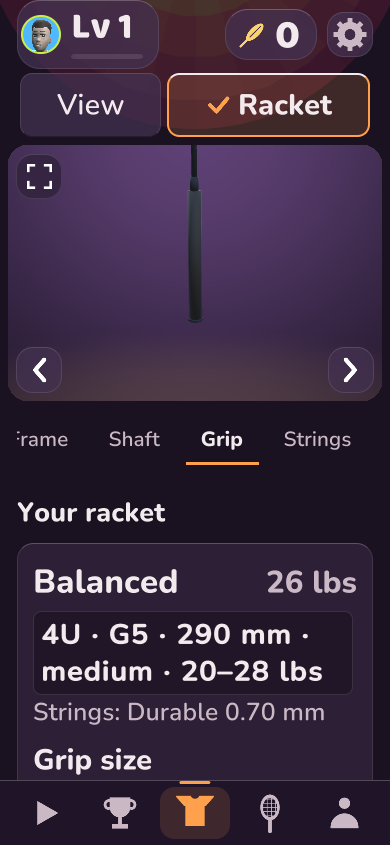 Lv 1
0
View
Racket
Frame
Shaft
Grip
Strings
Your racket
Balanced
26 lbs
4U · G5 · 290 mm ·
medium · 20–28 lbs
Strings: Durable 0.70 mm
Grip size